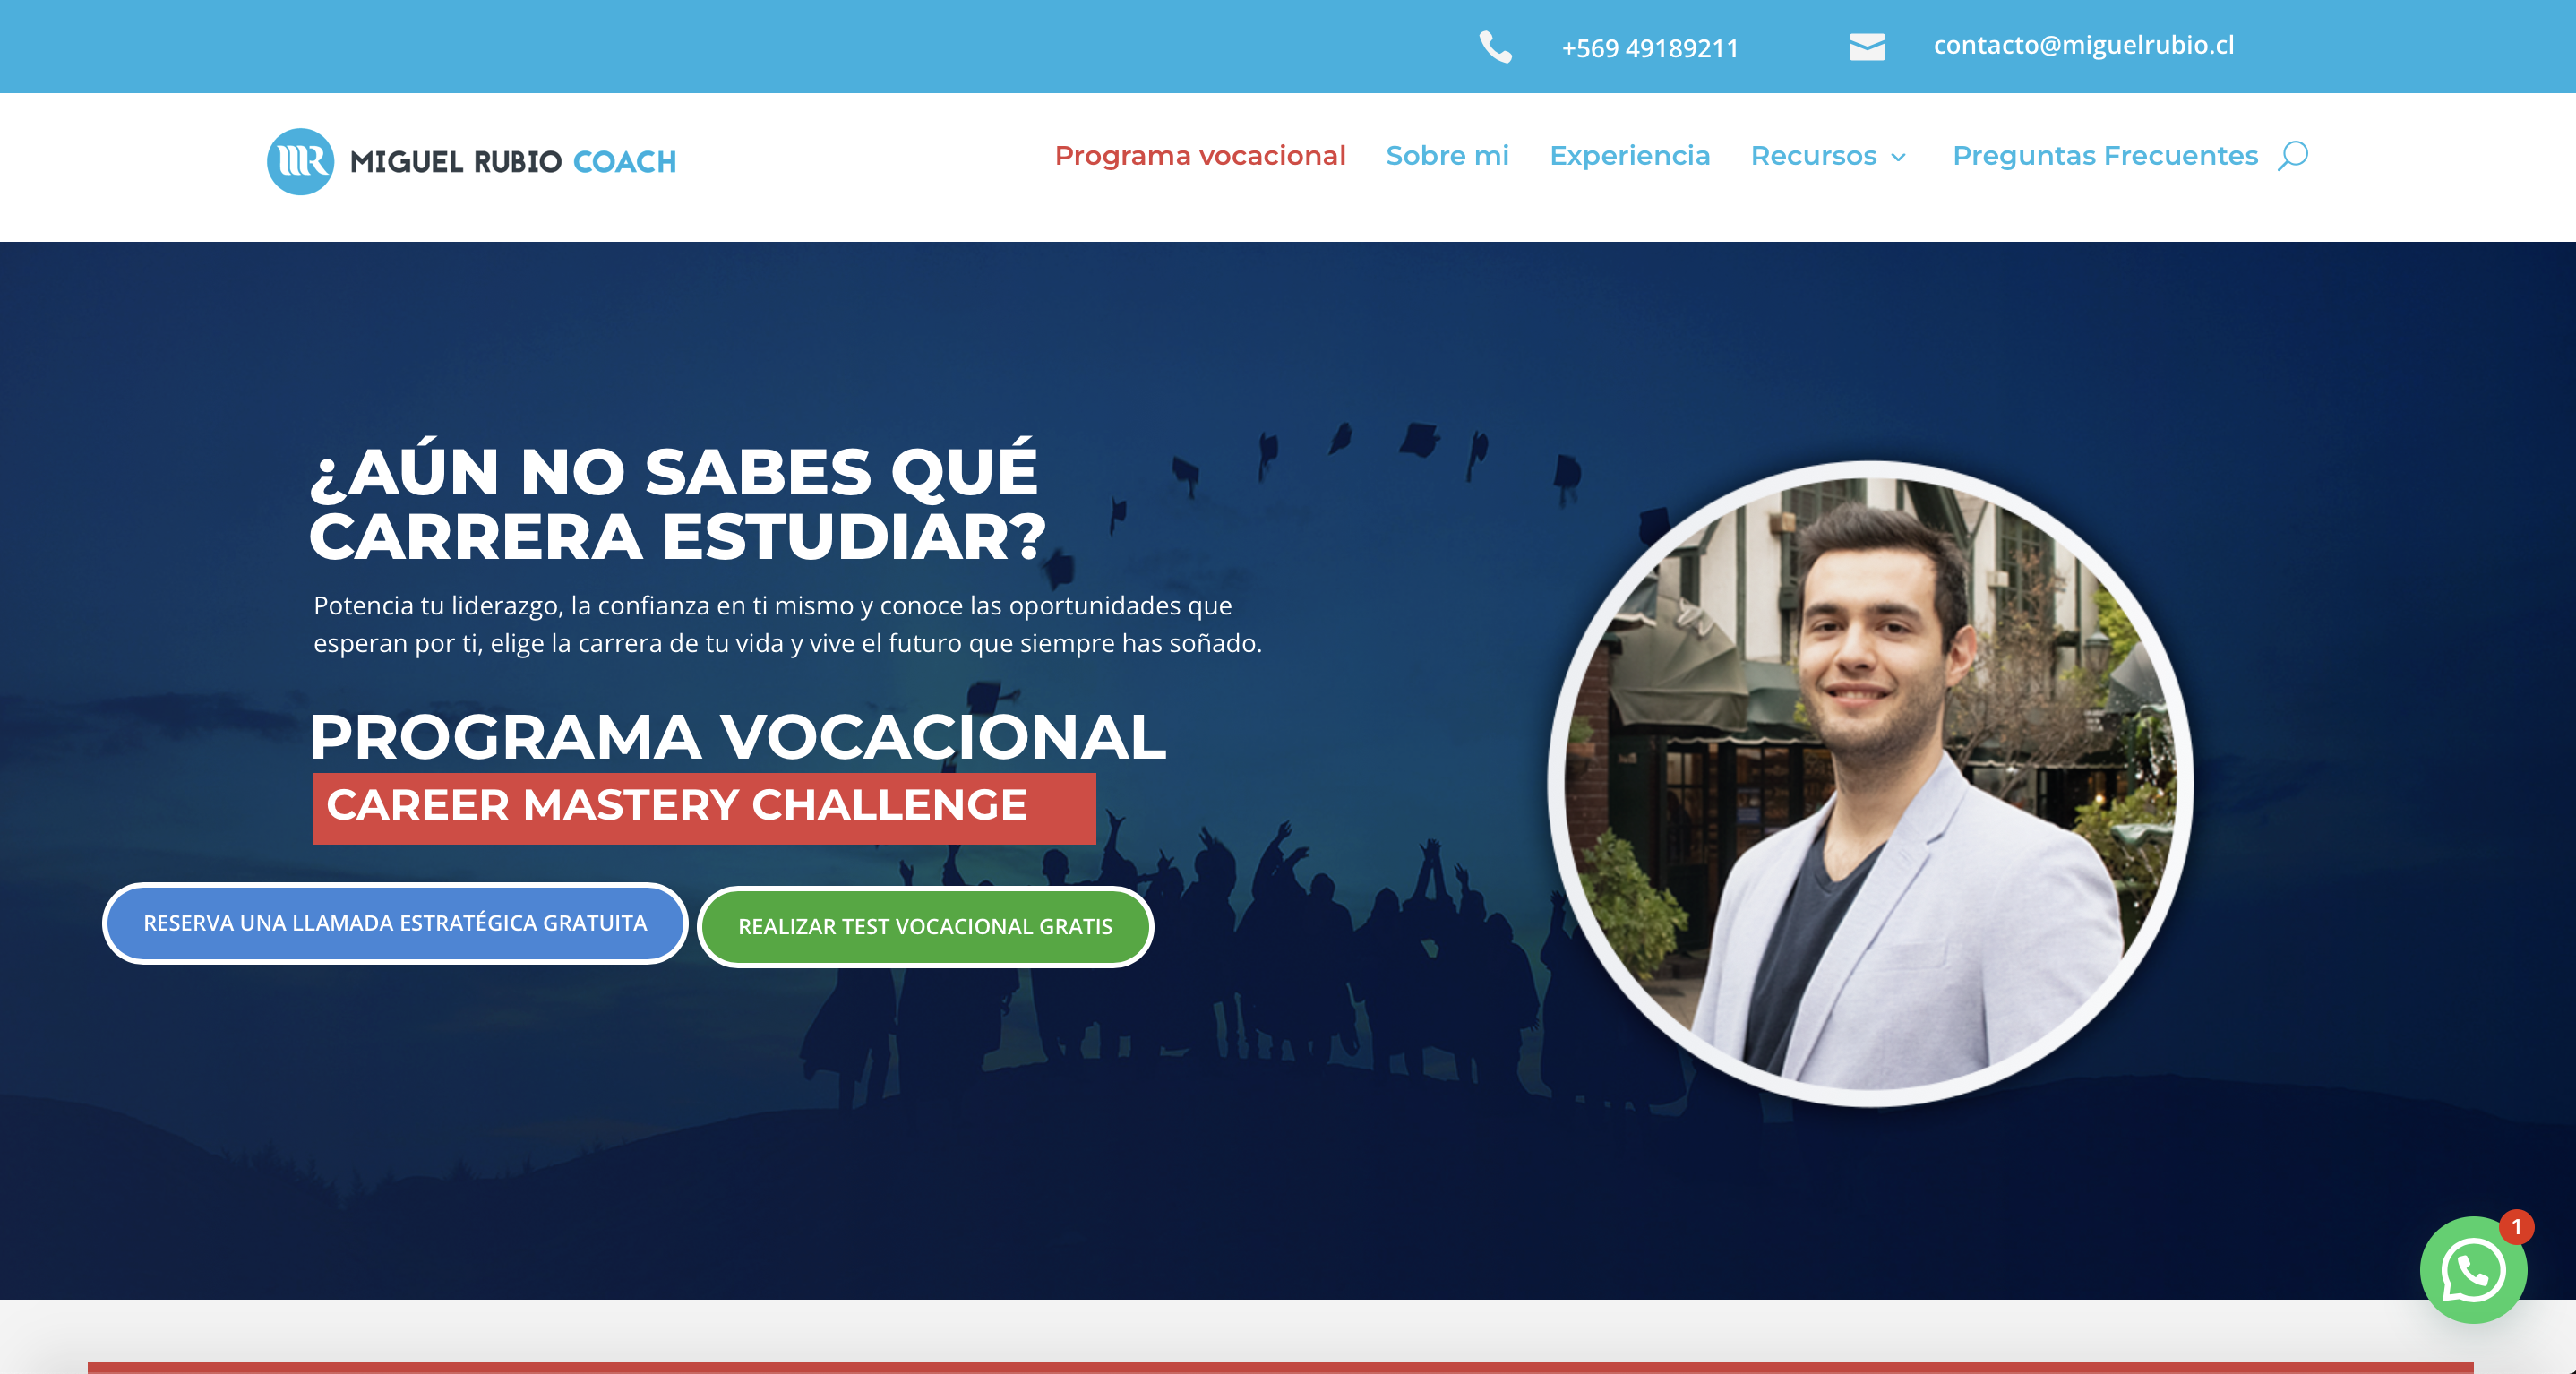 +569 49189211
contacto@miguelrubio.cl
MR MIGUEL RUBIO COACH
Programa vocacional
Sobre mi
Experiencia
Recursos
Preguntas Frecuentes
¿AÚN NO SABES QUÉ
CARRERA ESTUDIAR?
Potencia tu liderazgo, la confianza en ti mismo y conoce las oportunidades que
esperan por ti, elige la carrera de tu vida y vive el futuro que siempre has soñado.
PROGRAMA VOCACIONAL
CAREER MASTERY CHALLENGE
RESERVA UNA LLAMADA ESTRATÉGICA GRATUITA
REALIZAR TEST VOCACIONAL GRATIS
1